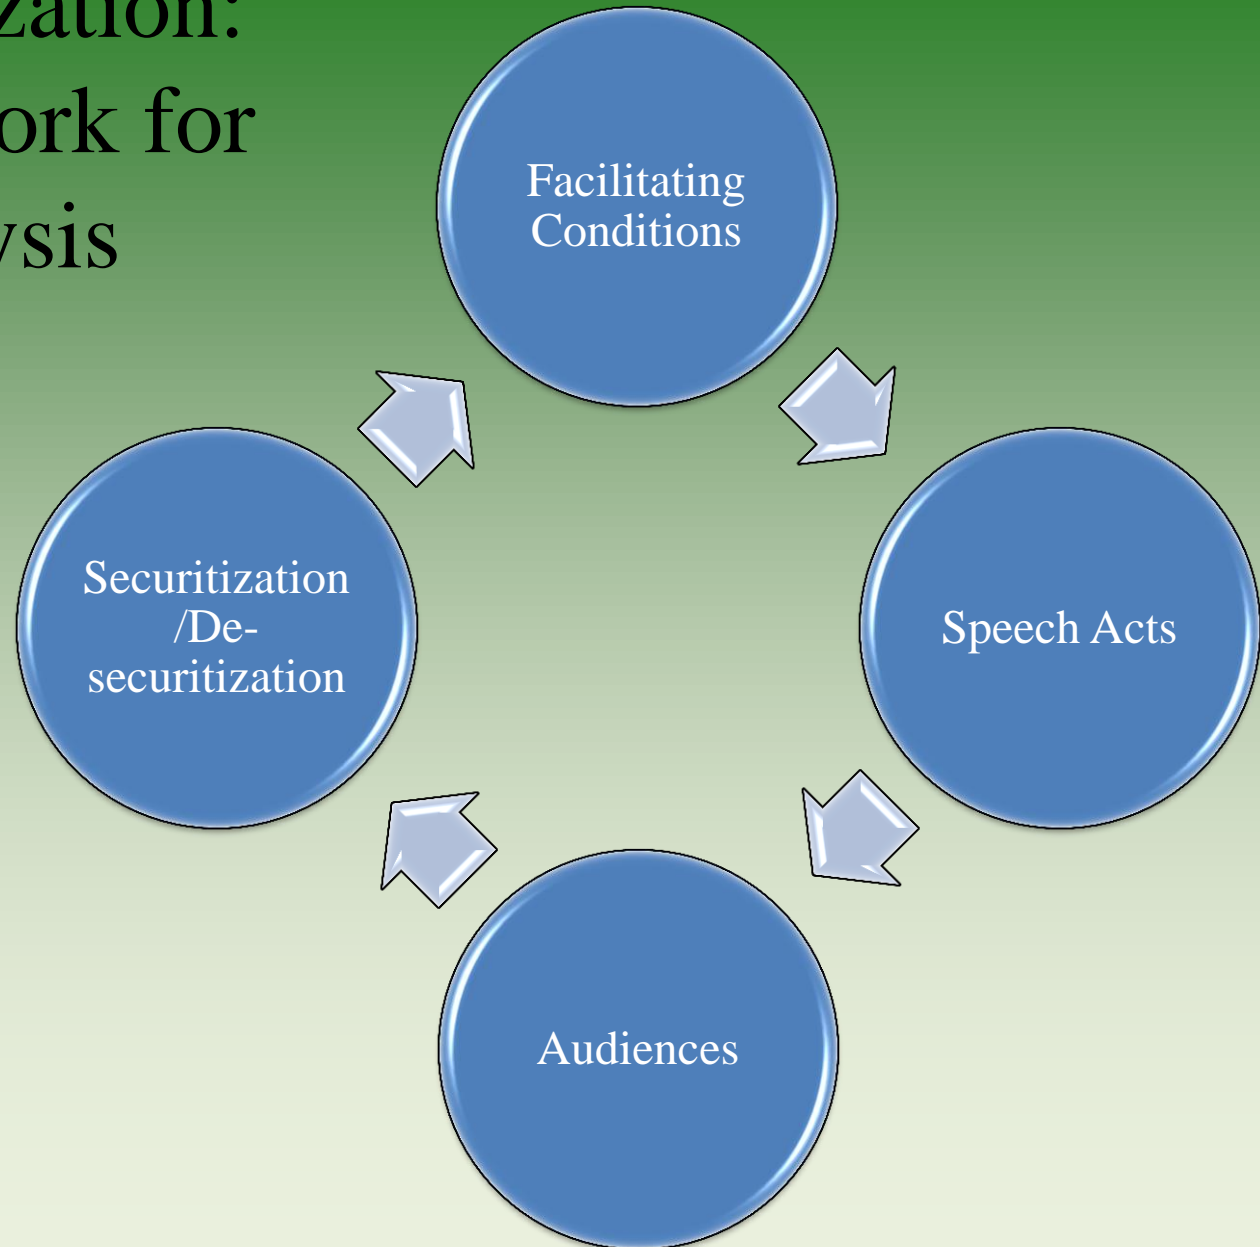 zation:
ork for
ysis
Facilitating
Conditions
Securitization
/De-
securitization
Speech Acts
Audiences